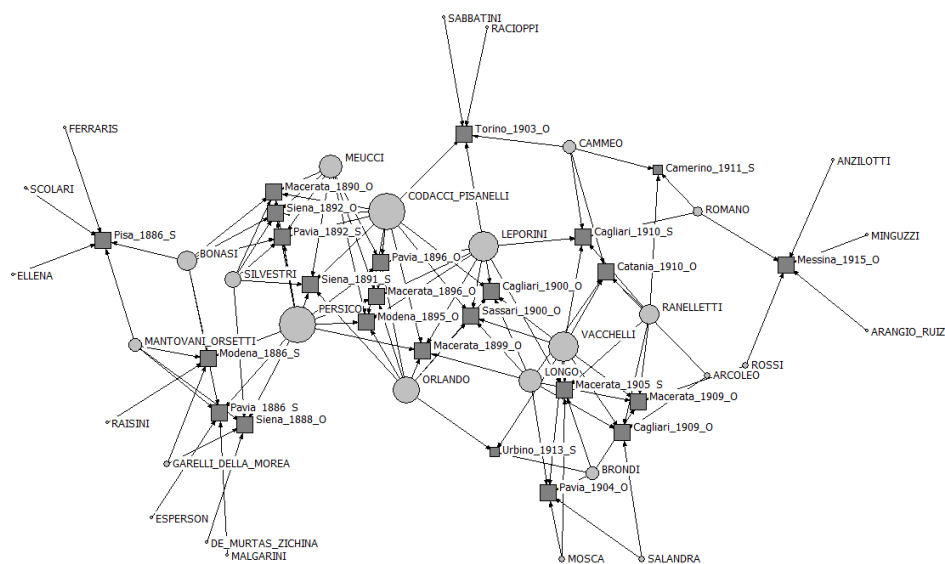 SABBATINI
RACIOPPI
FERRARIS
Torino_1903_O
CAMMEO
MEUCCI
ANZILOTTI
Camerino_1911_S
SCOLARI
Macerata_1890_O
CODACCI_PISANELLI
Siena_1892_O
ROMANO
Pisa_1886_S
Pavia_1892_S
LEPORINI
Cagliari_1910_S
MINGUZZI
BONASI
Pavia_1896_O
Messina_1915_O
ELLENA
SILVESTRI
Siena_1891_S
Catania_1910_O
Macerata_1896_O
Cagliari_1900_O
PERSICO
Modena_1895_O
Sassari_1900_O
RANELLETTI
ARANGIO_RUIZ
MANTOVANI_ORSETTI
VACCHELLI
Modena_1886_S
Macerata_1899_O
ROSSI
ORLANDO
LONGO
ARCOLEO
Macerata_1905_S
Macerata_1909_O
Pavia_1886_S
RAISINI
Siena_1888_O
Cagliari_1909_O
Urbino_1913_S
GARELLI_DELLA_MOREA
BRONDI
Pavia_1904_O
ESPERSON
DE_MURTAS_ZICHINA
MALGARINI
MOSCA
SALANDRA